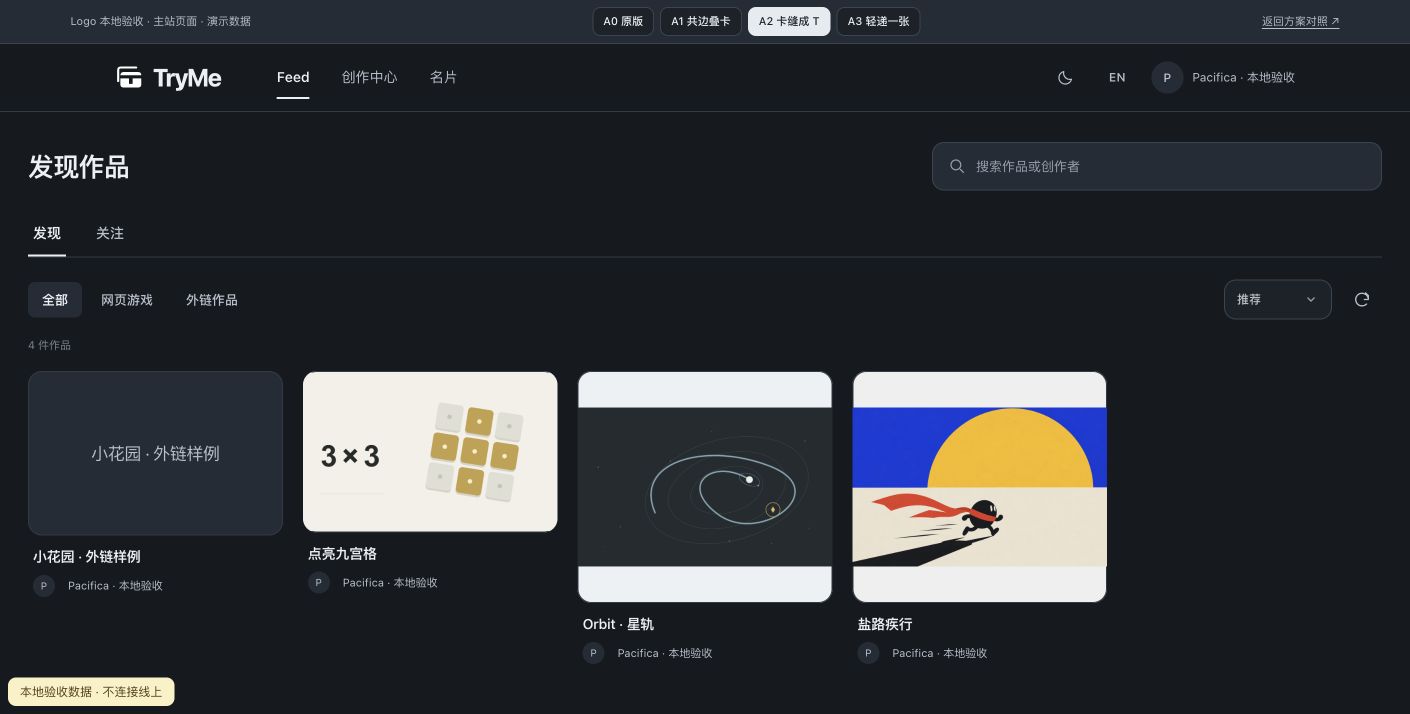 Logo 本地验收 · 主站页面 · 演示数据
A0 原版
A1 共边叠卡
A2 卡缝成 T
A3 轻递一张
返回方案对照 ↗
TryMe
Feed
创作中心
名片
EN
P
Pacifica · 本地验收
发现作品
搜索作品或创作者
发现
关注
全部
网页游戏
外链作品
推荐
4 件作品
小花园 · 外链样例
3 × 3
小花园 · 外链样例
P
Pacifica · 本地验收
点亮九宫格
P
Pacifica · 本地验收
Orbit · 星轨
P
Pacifica · 本地验收
盐路疾行
P
Pacifica · 本地验收
本地验收数据 · 不连接线上